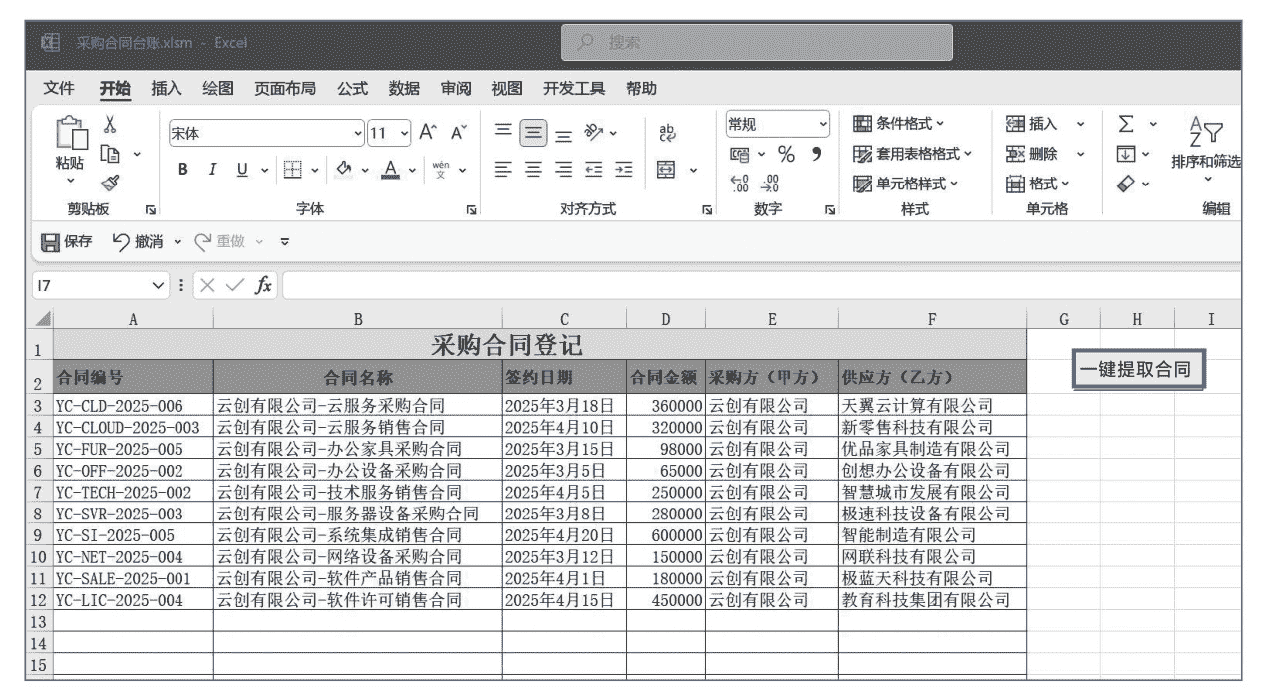 采购合同台账.xlsm - Excel
搜索
文件 开始 插入 绘图 页面布局 公式 数据 审阅 视图 开发工具 帮助
粘贴
宋体 11 A A
B I U A wén 文
ab
常规
% 
.00 .00
条件格式
套用表格格式
单元格样式
插入
删除
格式
Σ
A Z
排序和筛选
剪贴板 字体 对齐方式 数字 样式 单元格 编辑
保存 撤消 重做
I7 fx
A B C D E F G H I
1 采购合同登记
一键提取合同
2 合同编号 合同名称 签约日期 合同金额 采购方（甲方） 供应方（乙方）
3 YC-CLD-2025-006 云创有限公司-云服务采购合同 2025年3月18日 360000 云创有限公司 天翼云计算有限公司
4 YC-CLOUD-2025-003 云创有限公司-云服务销售合同 2025年4月10日 320000 云创有限公司 新零售科技有限公司
5 YC-FUR-2025-005 云创有限公司-办公家具采购合同 2025年3月15日 98000 云创有限公司 优品家具制造有限公司
6 YC-OFF-2025-002 云创有限公司-办公设备采购合同 2025年3月5日 65000 云创有限公司 创想办公设备有限公司
7 YC-TECH-2025-002 云创有限公司-技术服务销售合同 2025年4月5日 250000 云创有限公司 智慧城市发展有限公司
8 YC-SVR-2025-003 云创有限公司-服务器设备采购合同 2025年3月8日 280000 云创有限公司 极速科技设备有限公司
9 YC-SI-2025-005 云创有限公司-系统集成销售合同 2025年4月20日 600000 云创有限公司 智能制造有限公司
10 YC-NET-2025-004 云创有限公司-网络设备采购合同 2025年3月12日 150000 云创有限公司 网联科技有限公司
11 YC-SALE-2025-001 云创有限公司-软件产品销售合同 2025年4月1日 180000 云创有限公司 极蓝天科技有限公司
12 YC-LIC-2025-004 云创有限公司-软件许可销售合同 2025年4月15日 450000 云创有限公司 教育科技集团有限公司
13
14
15